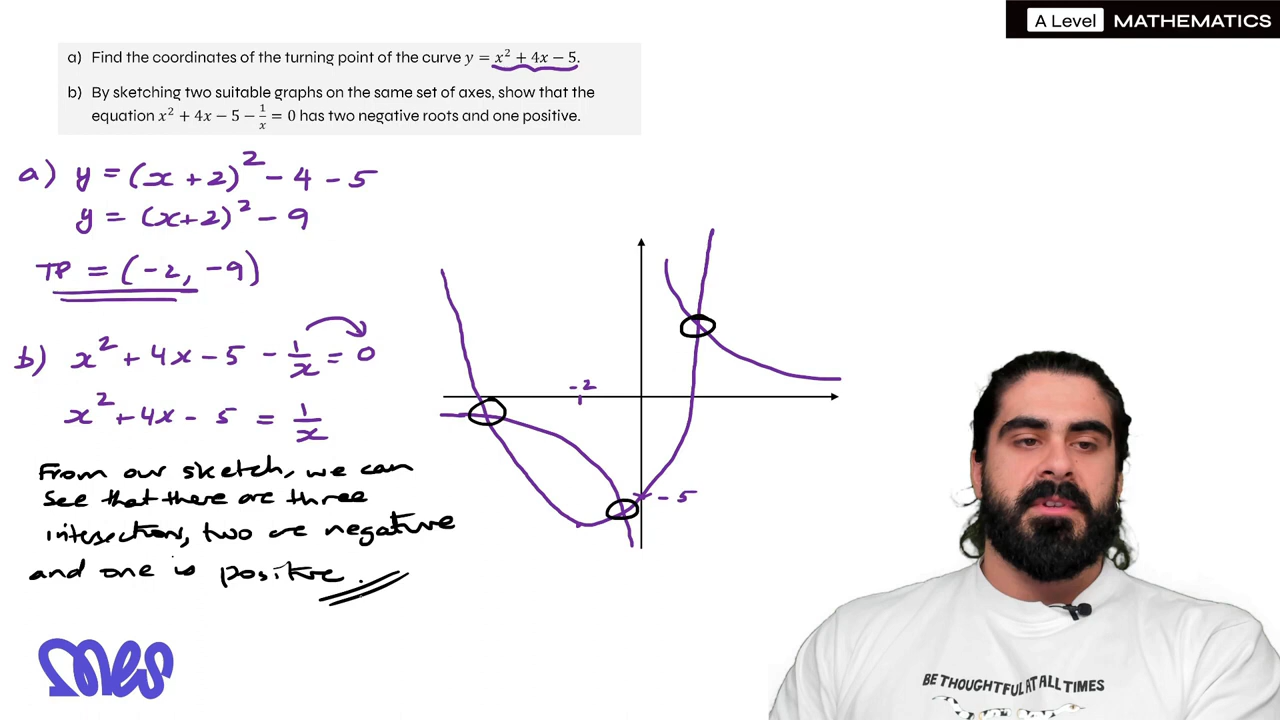 A Level MATHEMATICS
a) Find the coordinates of the turning point of the curve y = x² + 4x − 5.
b) By sketching two suitable graphs on the same set of axes, show that the
equation x² + 4x − 5 − 1/x = 0 has two negative roots and one positive.
a) y = (x + 2)² − 4 − 5
y = (x+2)² − 9
TP = (−2, −9)
b) x² + 4x − 5 − 1/x = 0
x² + 4x − 5 = 1/x
From our sketch, we can
see that there are three
intersections, two are negative
and one is positive.
-2
-5
BE THOUGHTFUL AT ALL TIMES